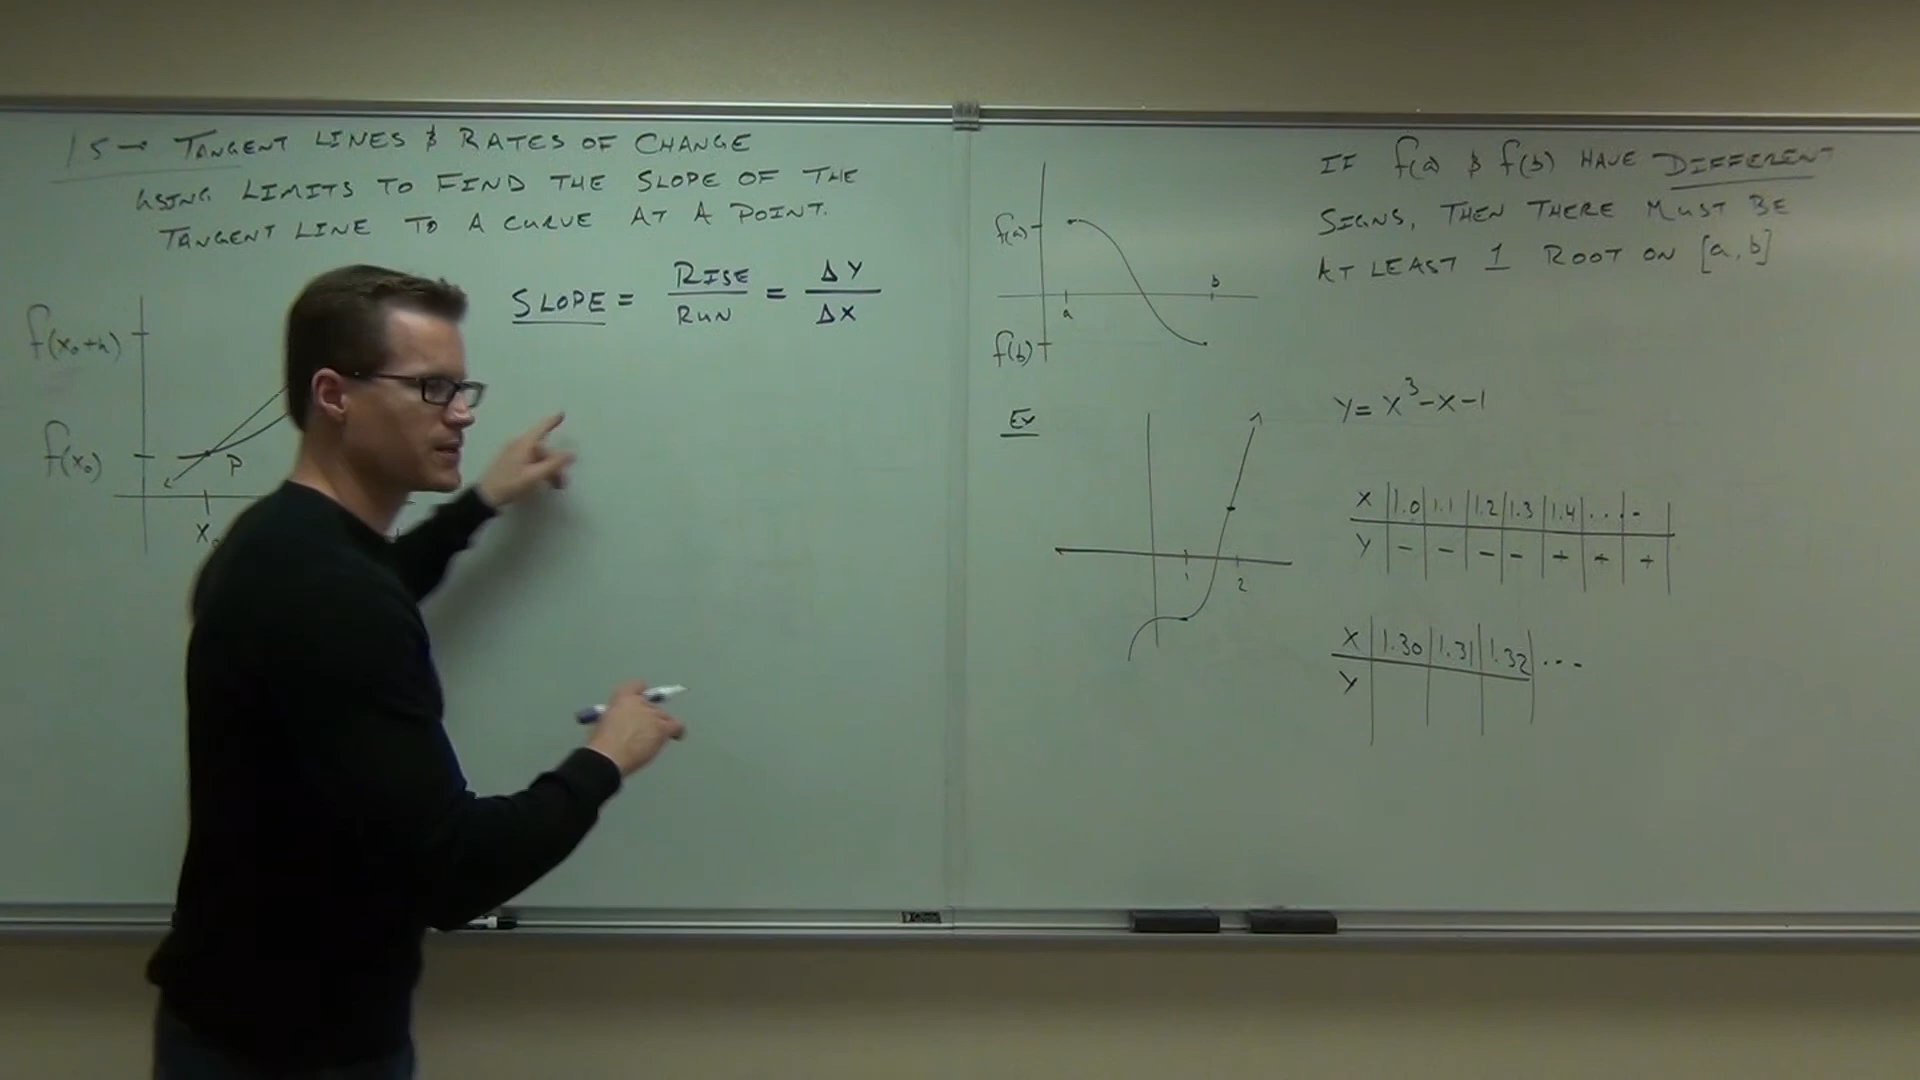 1.5 → TANGENT LINES & RATES OF CHANGE
USING LIMITS TO FIND THE SLOPE OF THE
TANGENT LINE TO A CURVE AT A POINT.
SLOPE = RISE/RUN = ΔY/ΔX
f(x₀+h)
f(x₀)
P
X₀
f(a)
a
b
f(b)
IF f(a) & f(b) HAVE DIFFERENT
SIGNS, THEN THERE MUST BE
AT LEAST 1 ROOT ON [a,b]
Ex
1
2
Y = X³-X-1
X 1.0 1.1 1.2 1.3 1.4 ....
Y - - - - + + +
X 1.30 1.31 1.32 ...
Y